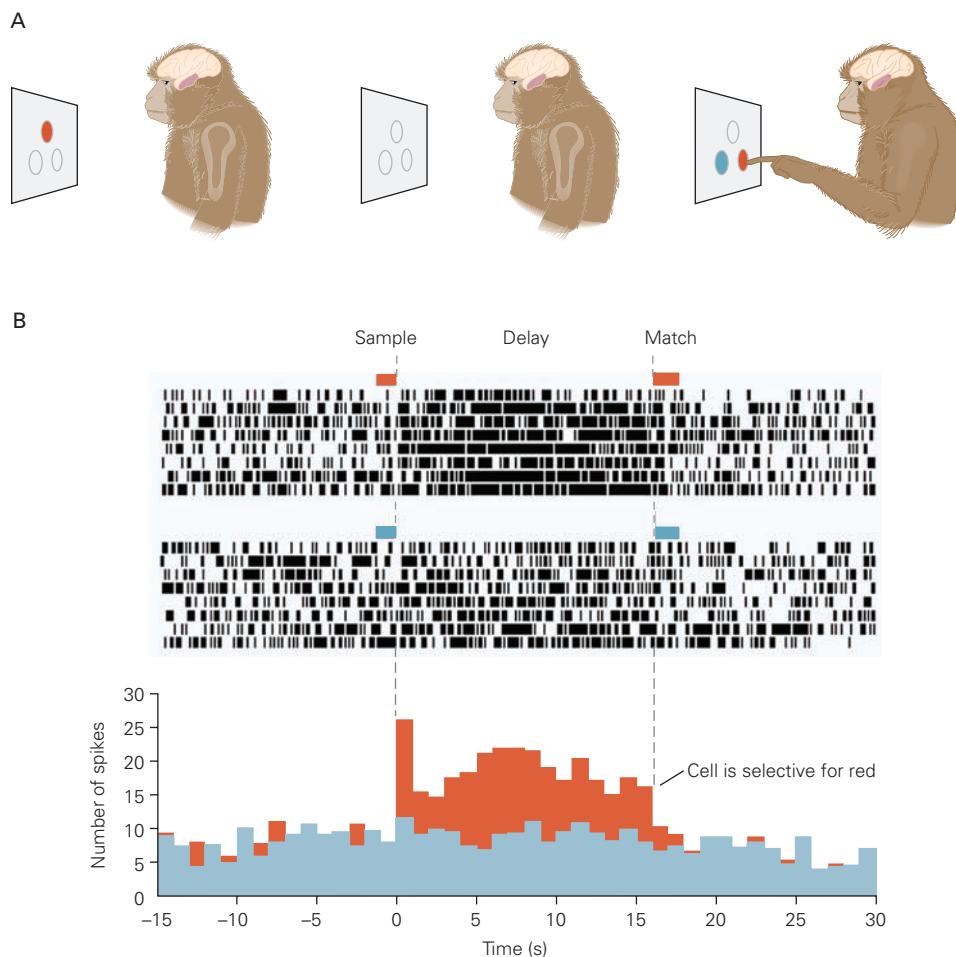 A
B
Sample Delay Match
30
25
20
15
10
5
0
Number of spikes
Cell is selective for red
–15 –10 –5 0 5 10 15 20 25 30
Time (s)